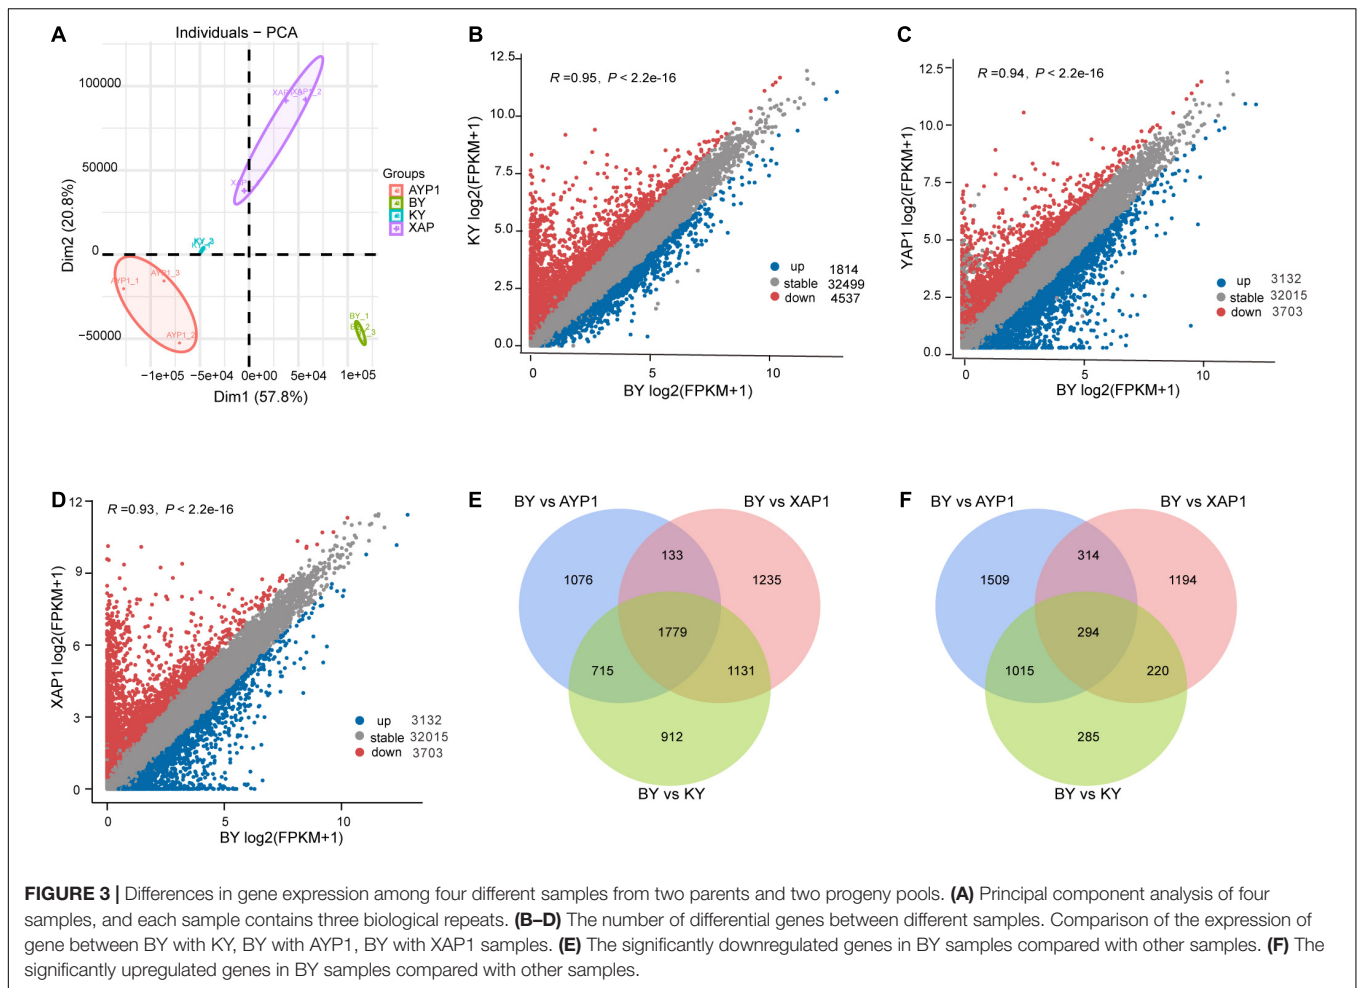 A
Individuals − PCA
100000
50000
0
−50000
Dim2 (20.8%)
XAP1_2
AYP1_1
AYP1_3
AYP1_2
KY_3
BY_1
BY_2
BY_3
−1e+05 −5e+04 0e+00 5e+04 1e+05
Dim1 (57.8%)
Groups
AYP1
BY
KY
XAP
B
R =0.95, P < 2.2e-16
12.5
10.0
7.5
5.0
2.5
0.0
KY log2(FPKM+1)
up 1814
stable 32499
down 4537
0 5 10
BY log2(FPKM+1)
C
R =0.94, P < 2.2e-16
12.5
10.0
7.5
5.0
2.5
0.0
YAP1 log2(FPKM+1)
up 3132
stable 32015
down 3703
0 5 10
BY log2(FPKM+1)
D
R =0.93, P < 2.2e-16
12
9
6
3
0
XAP1 log2(FPKM+1)
up 3132
stable 32015
down 3703
0 5 10
BY log2(FPKM+1)
E
BY vs AYP1 BY vs XAP1
133
1076 1235
1779
715 1131
912
BY vs KY
F
BY vs AYP1 BY vs XAP1
314
1509 1194
294
1015 220
285
BY vs KY
FIGURE 3 | Differences in gene expression among four different samples from two parents and two progeny pools. (A) Principal component analysis of four
samples, and each sample contains three biological repeats. (B–D) The number of differential genes between different samples. Comparison of the expression of
gene between BY with KY, BY with AYP1, BY with XAP1 samples. (E) The significantly downregulated genes in BY samples compared with other samples. (F) The
significantly upregulated genes in BY samples compared with other samples.